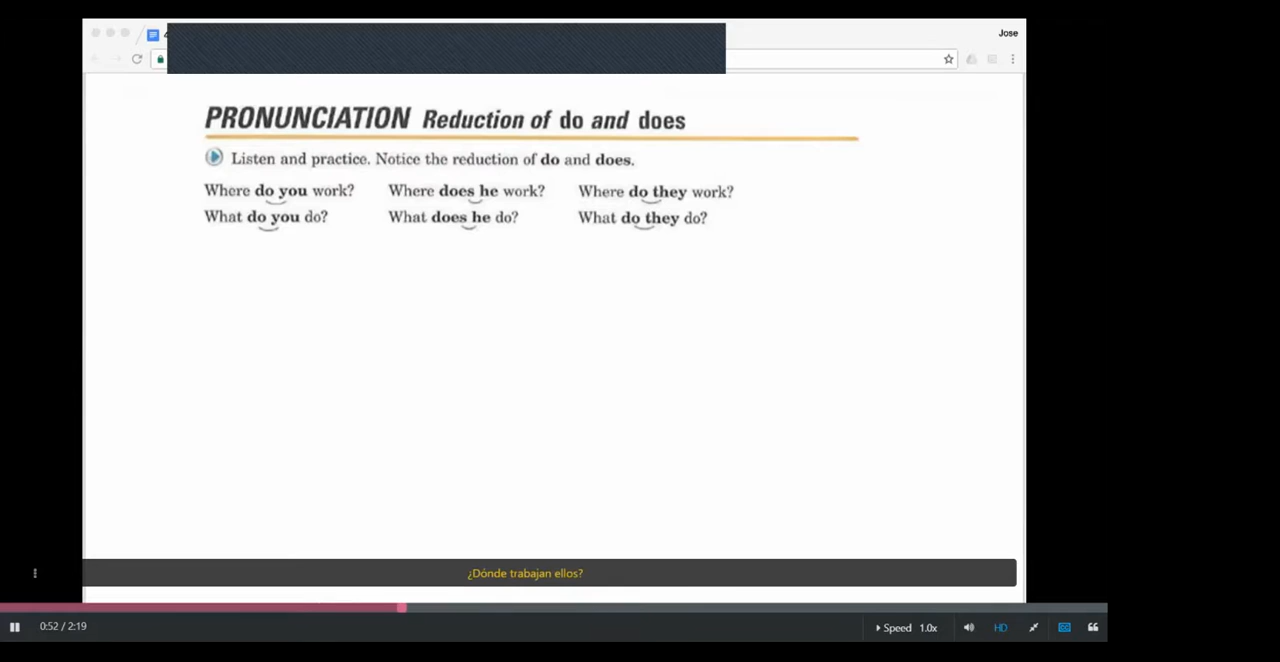 Jose
PRONUNCIATION Reduction of do and does
Listen and practice. Notice the reduction of do and does.
Where do you work? Where does he work? Where do they work?
What do you do? What does he do? What do they do?
¿Dónde trabajan ellos?
0:52 / 2:19 Speed 1.0x HD CC